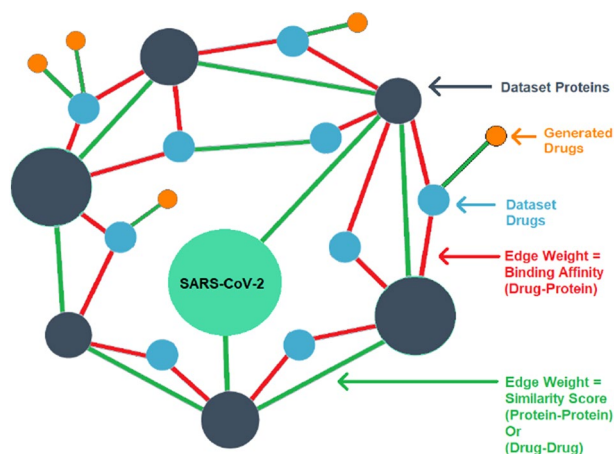 Dataset Proteins
Generated
Drugs
Dataset
Drugs
SARS-CoV-2
Edge Weight =
Binding Affinity
(Drug-Protein)
Edge Weight =
Similarity Score
(Protein-Protein)
Or
(Drug-Drug)